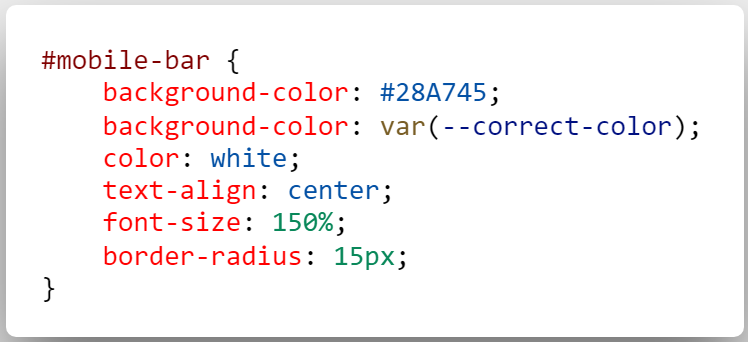 #mobile-bar {
    background-color: #28A745;
    background-color: var(--correct-color);
    color: white;
    text-align: center;
    font-size: 150%;
    border-radius: 15px;
}